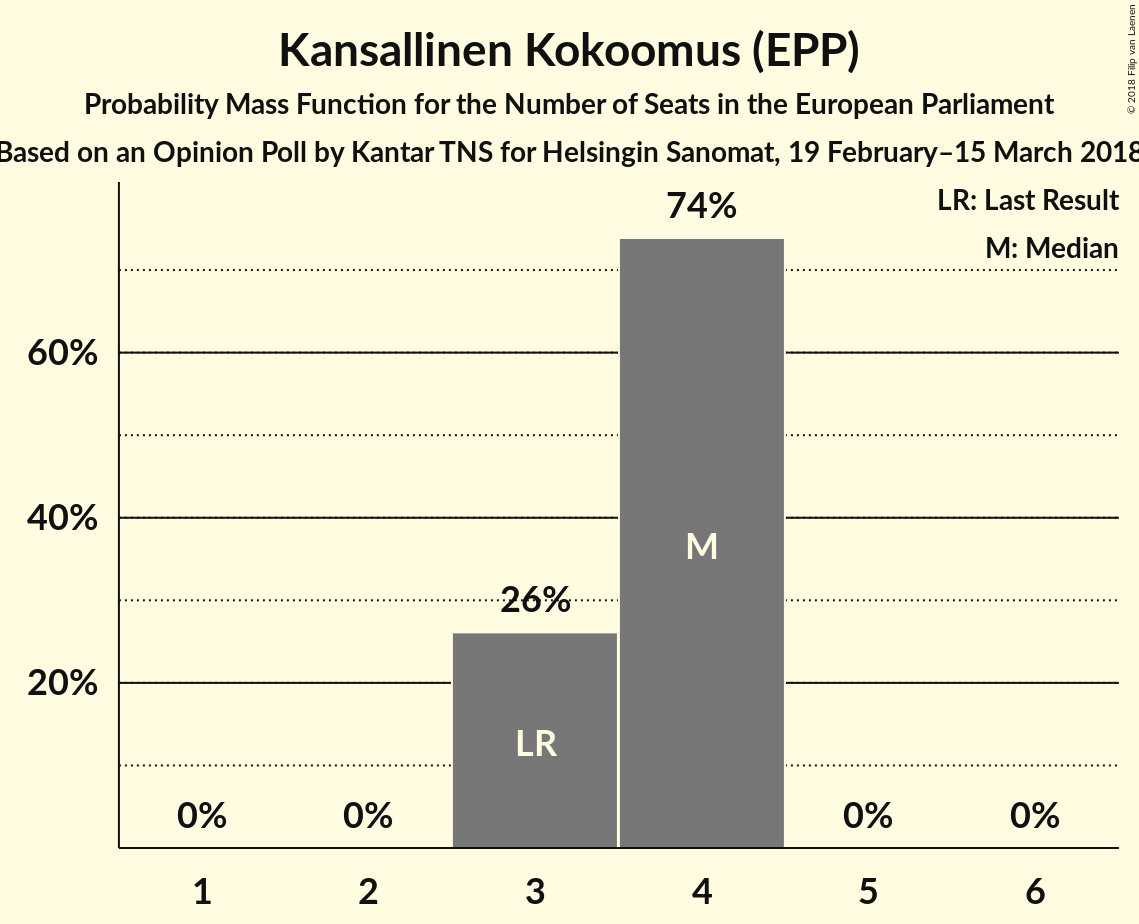 Kansallinen Kokoomus (EPP)
Probability Mass Function for the Number of Seats in the European Parliament
Based on an Opinion Poll by Kantar TNS for Helsingin Sanomat, 19 February–15 March 2018
© 2018 Filip van Laenen
LR: Last Result
M: Median
74%
60%
40%
M
26%
20%
LR
0% 0% 0% 0%
1 2 3 4 5 6